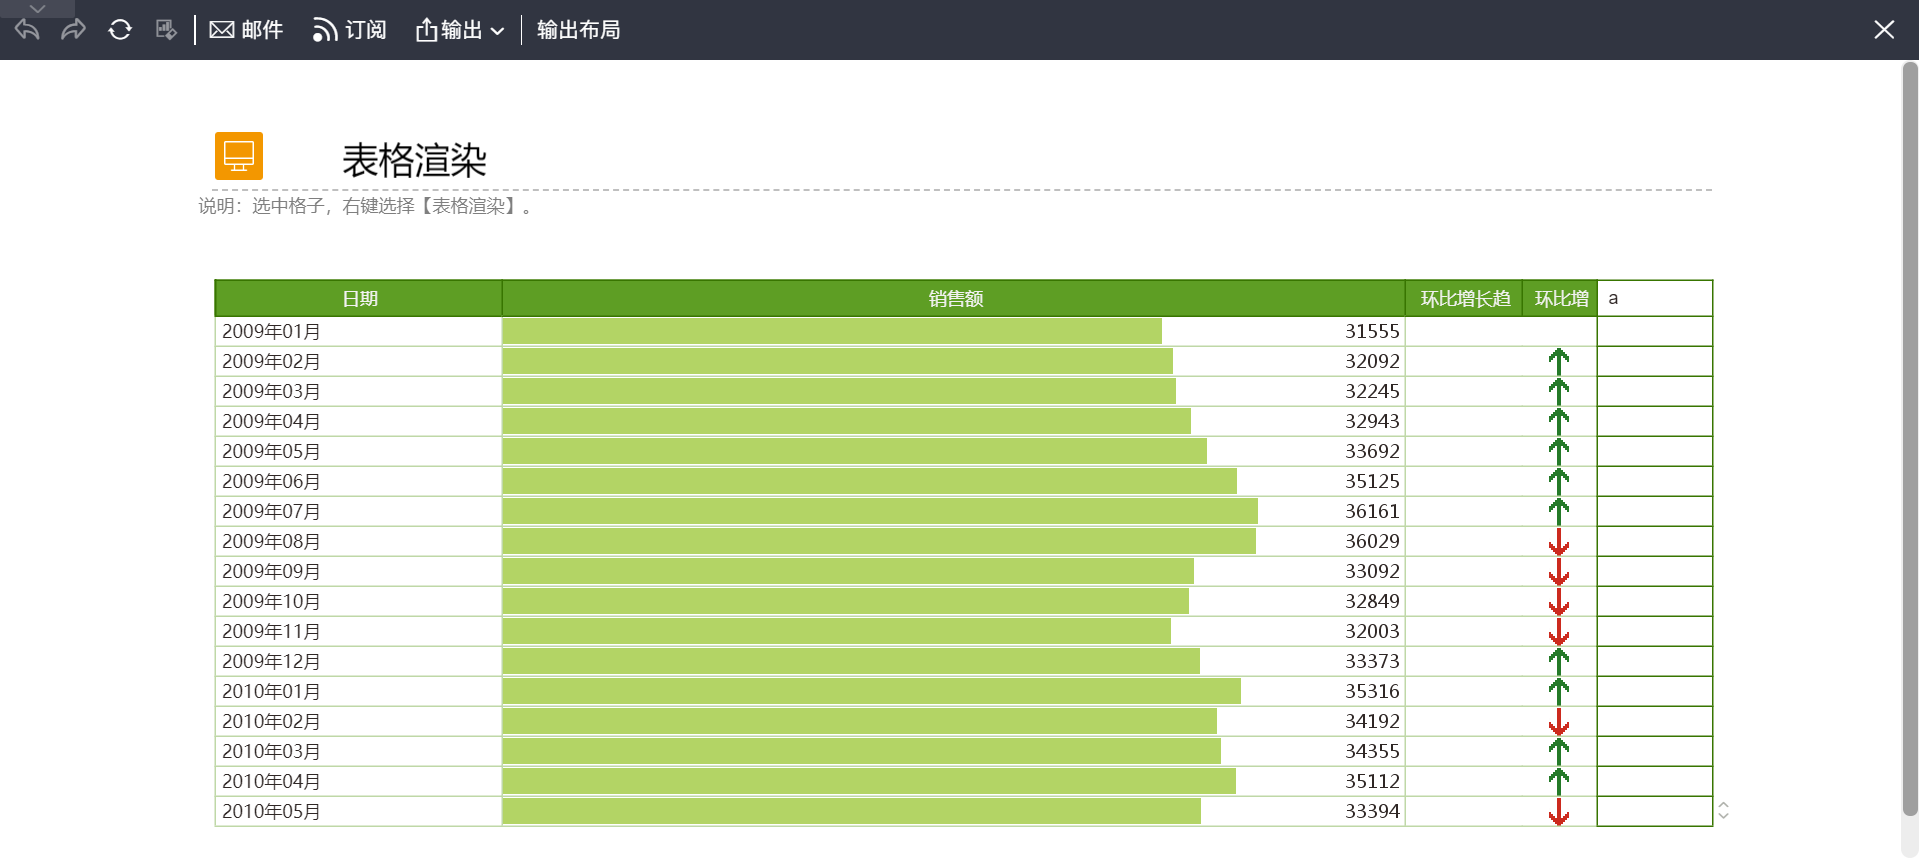 邮件 订阅 输出 输出布局
表格渲染
说明：选中格子，右键选择【表格渲染】。
日期 销售额 环比增长趋 环比增 a
2009年01月 31555
2009年02月 32092
2009年03月 32245
2009年04月 32943
2009年05月 33692
2009年06月 35125
2009年07月 36161
2009年08月 36029
2009年09月 33092
2009年10月 32849
2009年11月 32003
2009年12月 33373
2010年01月 35316
2010年02月 34192
2010年03月 34355
2010年04月 35112
2010年05月 33394